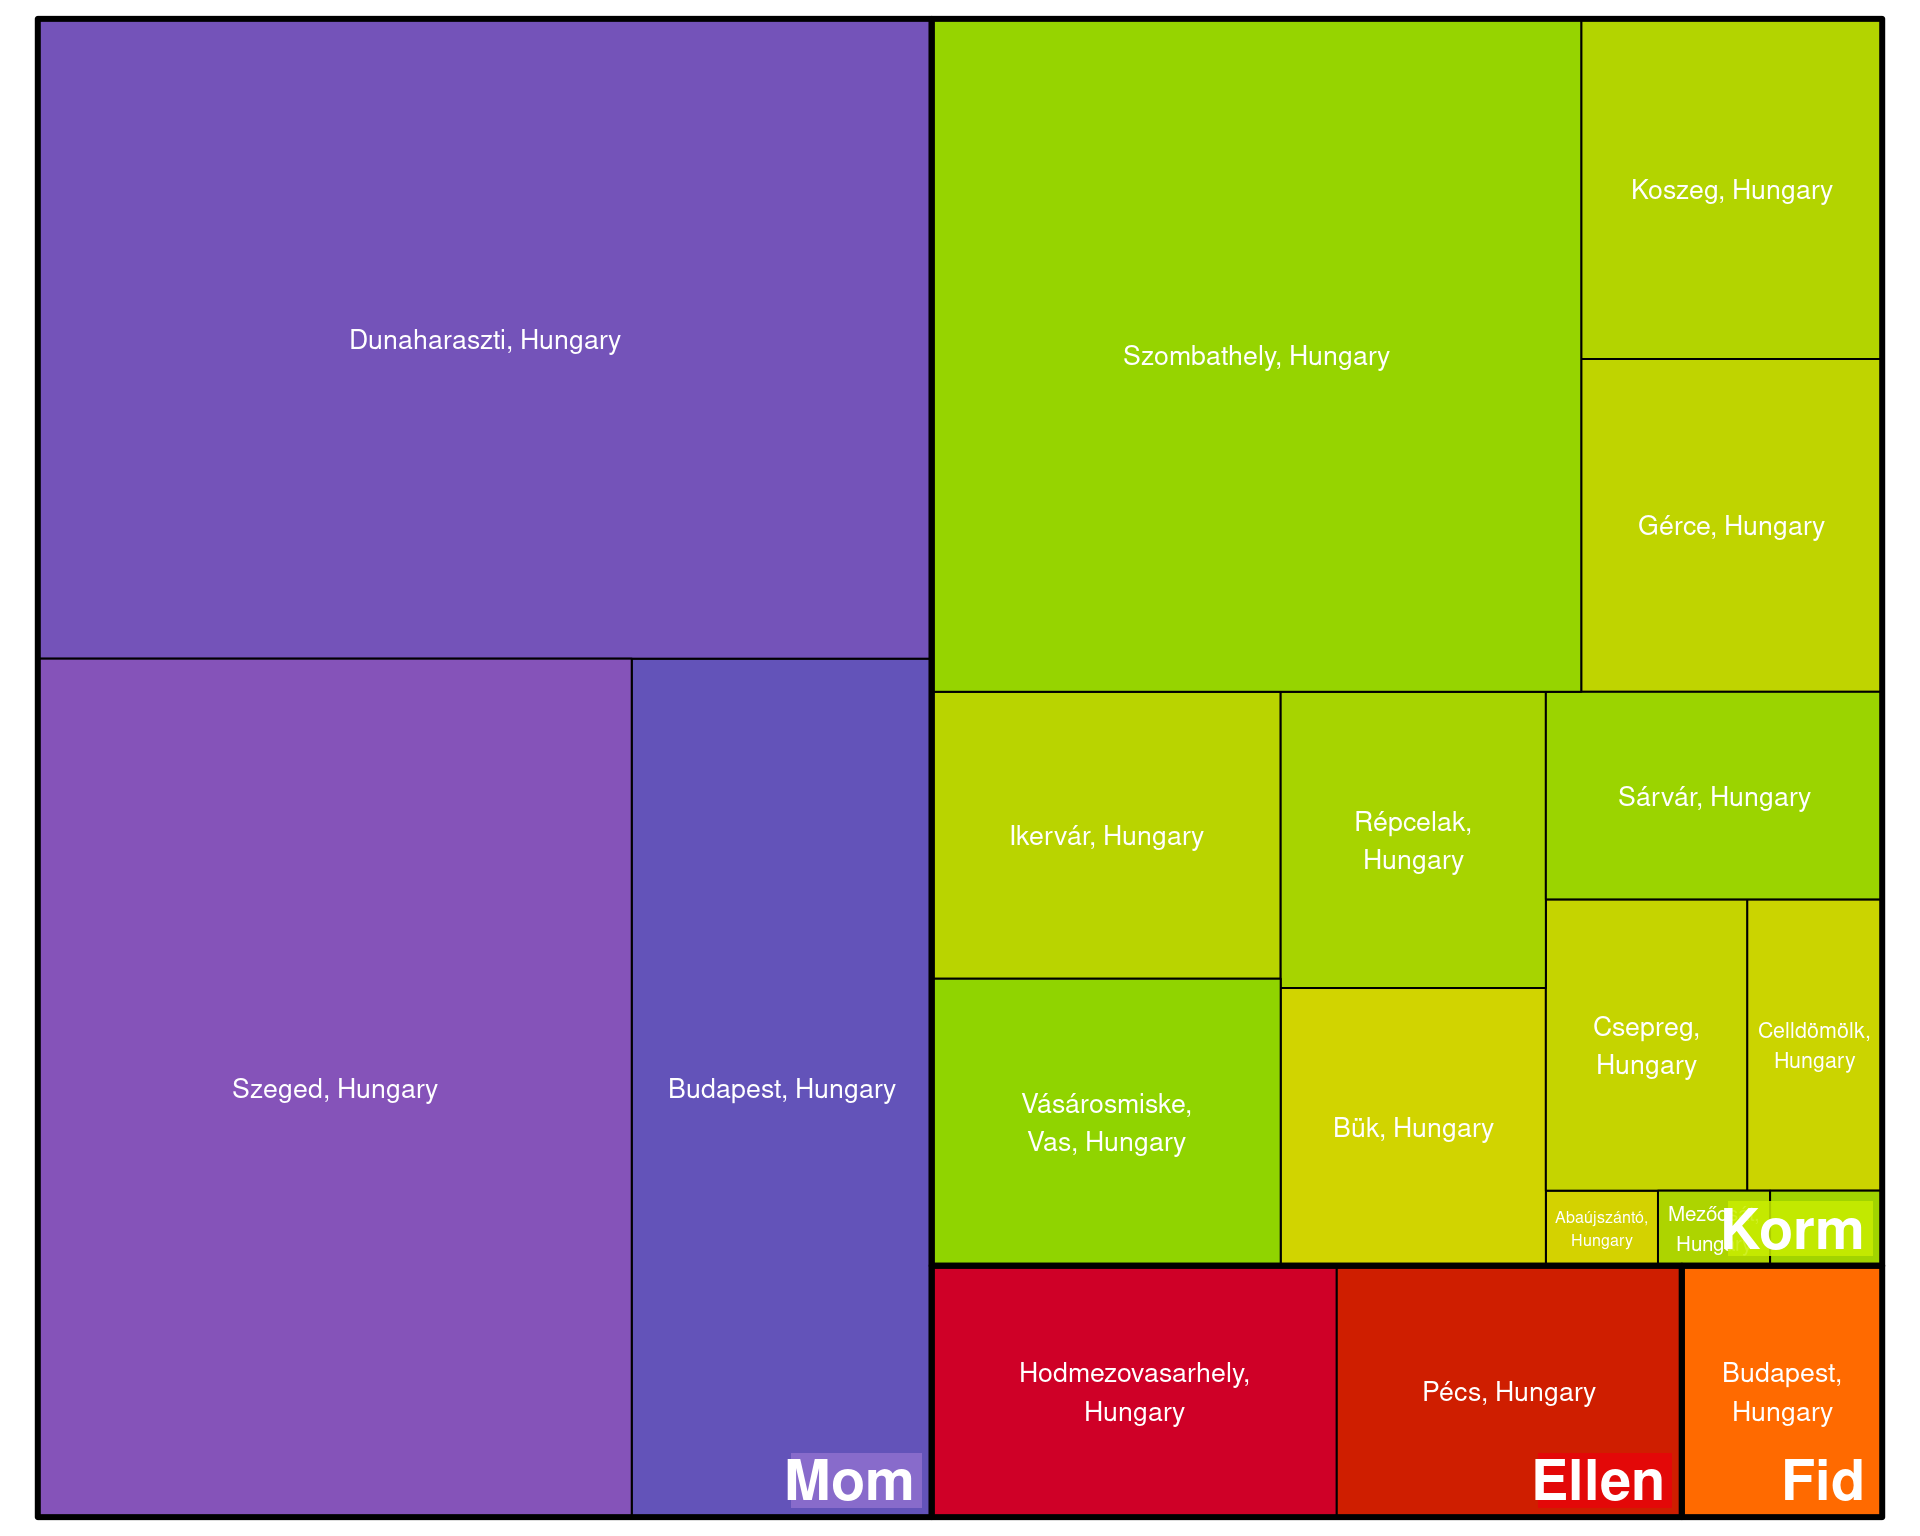 Dunaharaszti, Hungary
Szeged, Hungary
Budapest, Hungary
Mom
Szombathely, Hungary
Koszeg, Hungary
Gérce, Hungary
Ikervár, Hungary
Répcelak,
Hungary
Sárvár, Hungary
Vásárosmiske,
Vas, Hungary
Bük, Hungary
Csepreg,
Hungary
Celldömölk,
Hungary
Abaújszántó,
Hungary
Korm
Hodmezovasarhely,
Hungary
Pécs, Hungary
Ellen
Budapest,
Hungary
Fid